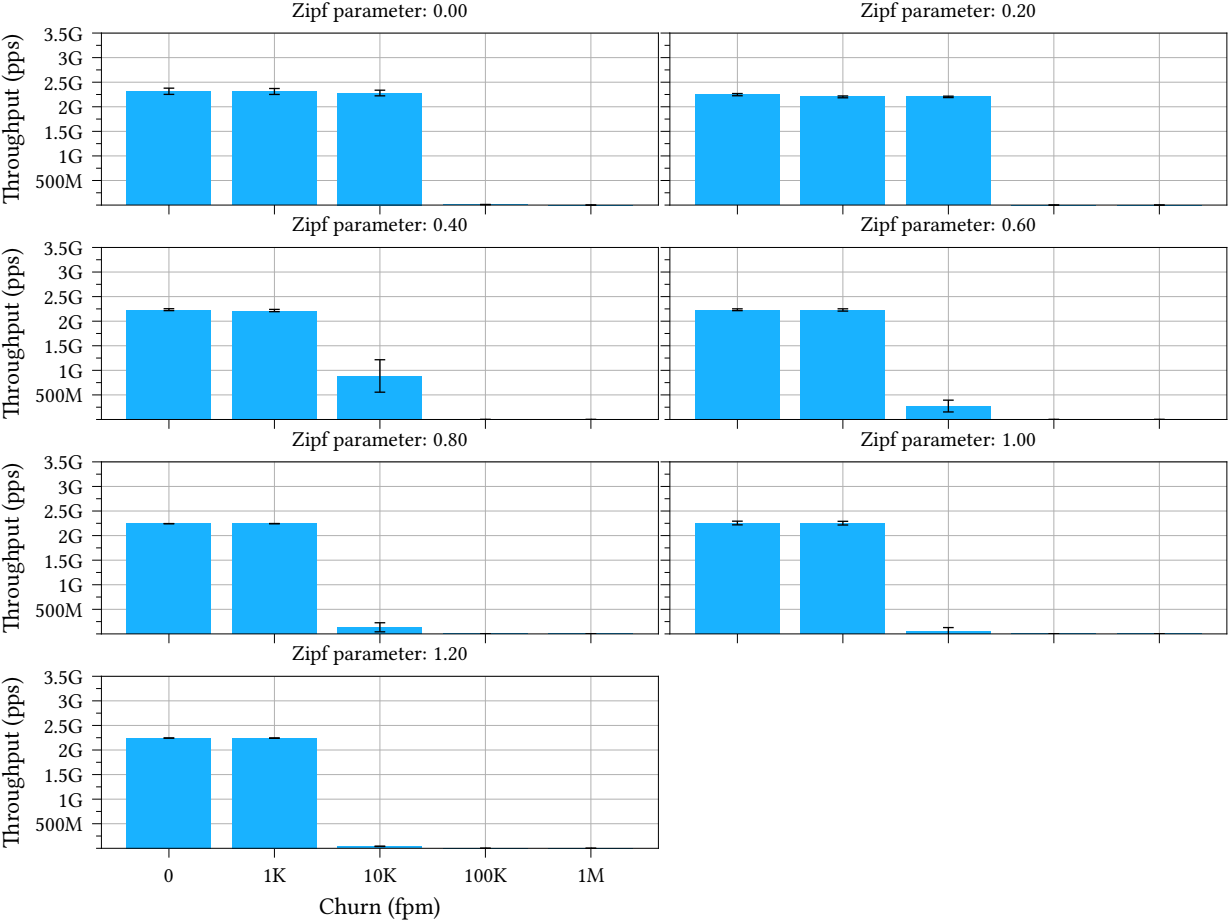 Zipf parameter: 0.00
Zipf parameter: 0.20
Throughput (pps)
3.5G
3G
2.5G
2G
1.5G
1G
500M
Zipf parameter: 0.40
Zipf parameter: 0.60
Throughput (pps)
3.5G
3G
2.5G
2G
1.5G
1G
500M
Zipf parameter: 0.80
Zipf parameter: 1.00
Throughput (pps)
3.5G
3G
2.5G
2G
1.5G
1G
500M
Zipf parameter: 1.20
Throughput (pps)
3.5G
3G
2.5G
2G
1.5G
1G
500M
0 1K 10K 100K 1M
Churn (fpm)